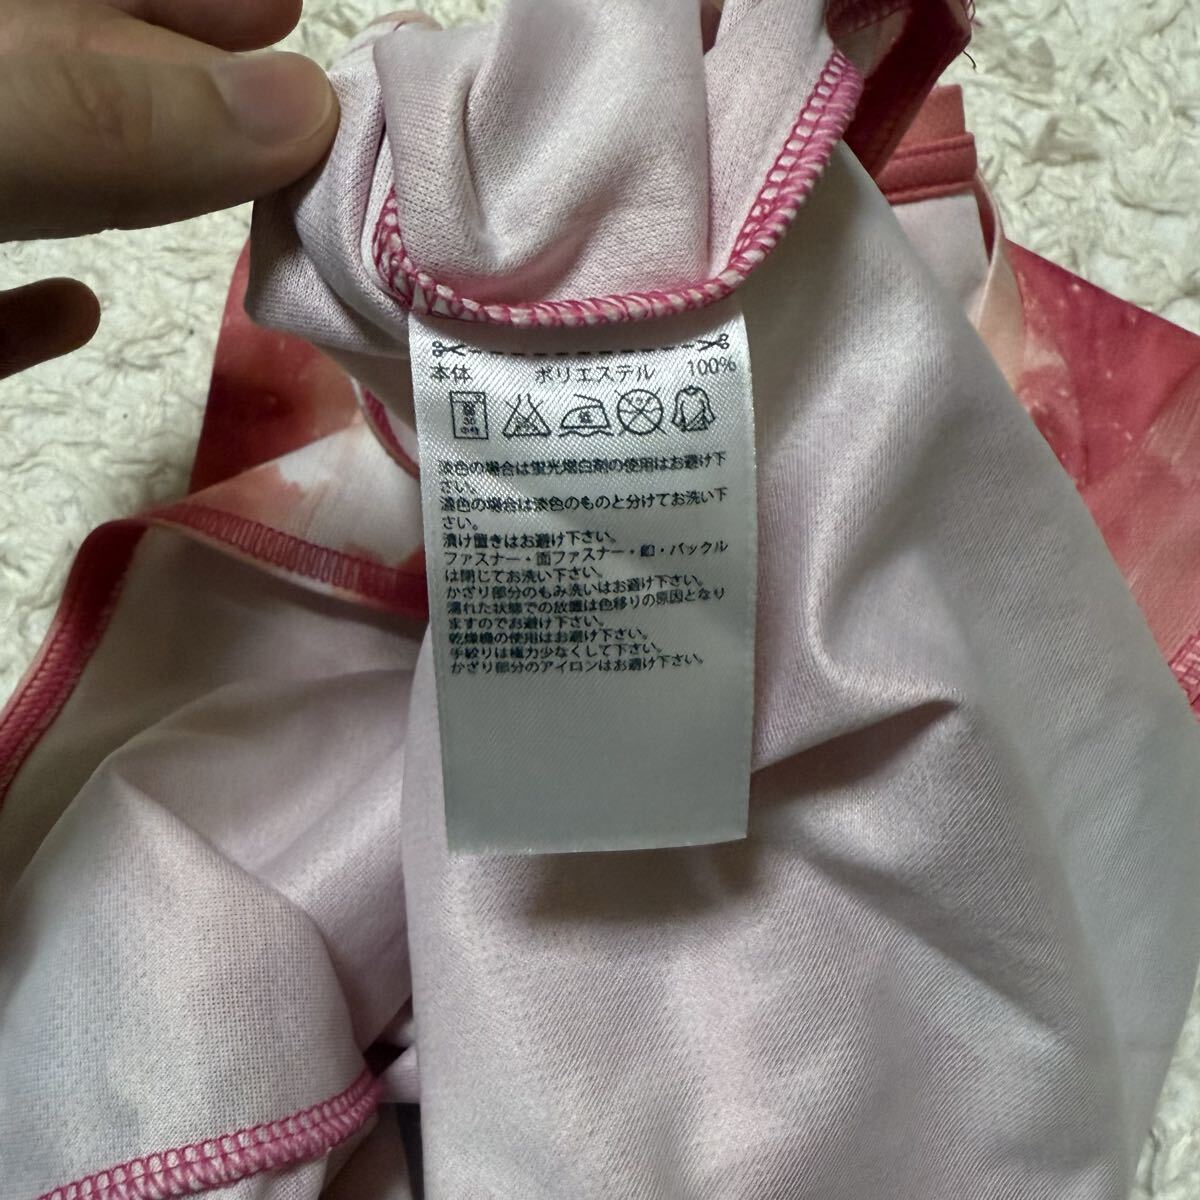 本体 ポリエステル 100%
淡色の場合は蛍光増白剤の使用はお避け下
さい。
濃色の場合は淡色のものと分けてお洗い下
さい。
漬け置きはお避け下さい。
ファスナー・面ファスナー・釦・バックル
は閉じてお洗い下さい。
かざり部分のもみ洗いはお避け下さい。
濡れた状態での放置は色移りの原因となり
ますのでお避け下さい。
乾燥機の使用はお避け下さい。
手絞りは極力少なくして下さい。
かざり部分のアイロンはお避け下さい。